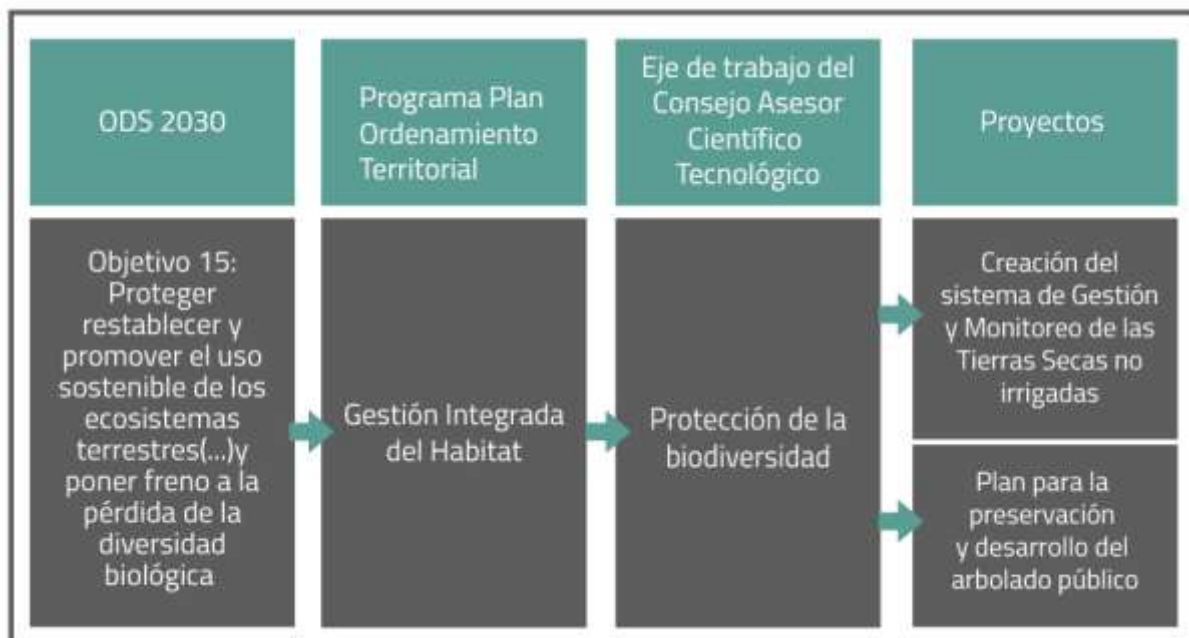 ODS 2030
Programa Plan
Ordenamiento
Territorial
Eje de trabajo del
Consejo Asesor
Científico
Tecnológico
Proyectos
Objetivo 15:
Proteger
restablecer y
promover el uso
sostenible de los
ecosistemas
terrestres(...)y
poner freno a la
pérdida de la
diversidad
biológica
Gestión Integrada
del Habitat
Protección de la
biodiversidad
Creación del
sistema de Gestión
y Monitoreo de las
Tierras Secas no
irrigadas
Plan para la
preservación
y desarrollo del
arbolado público